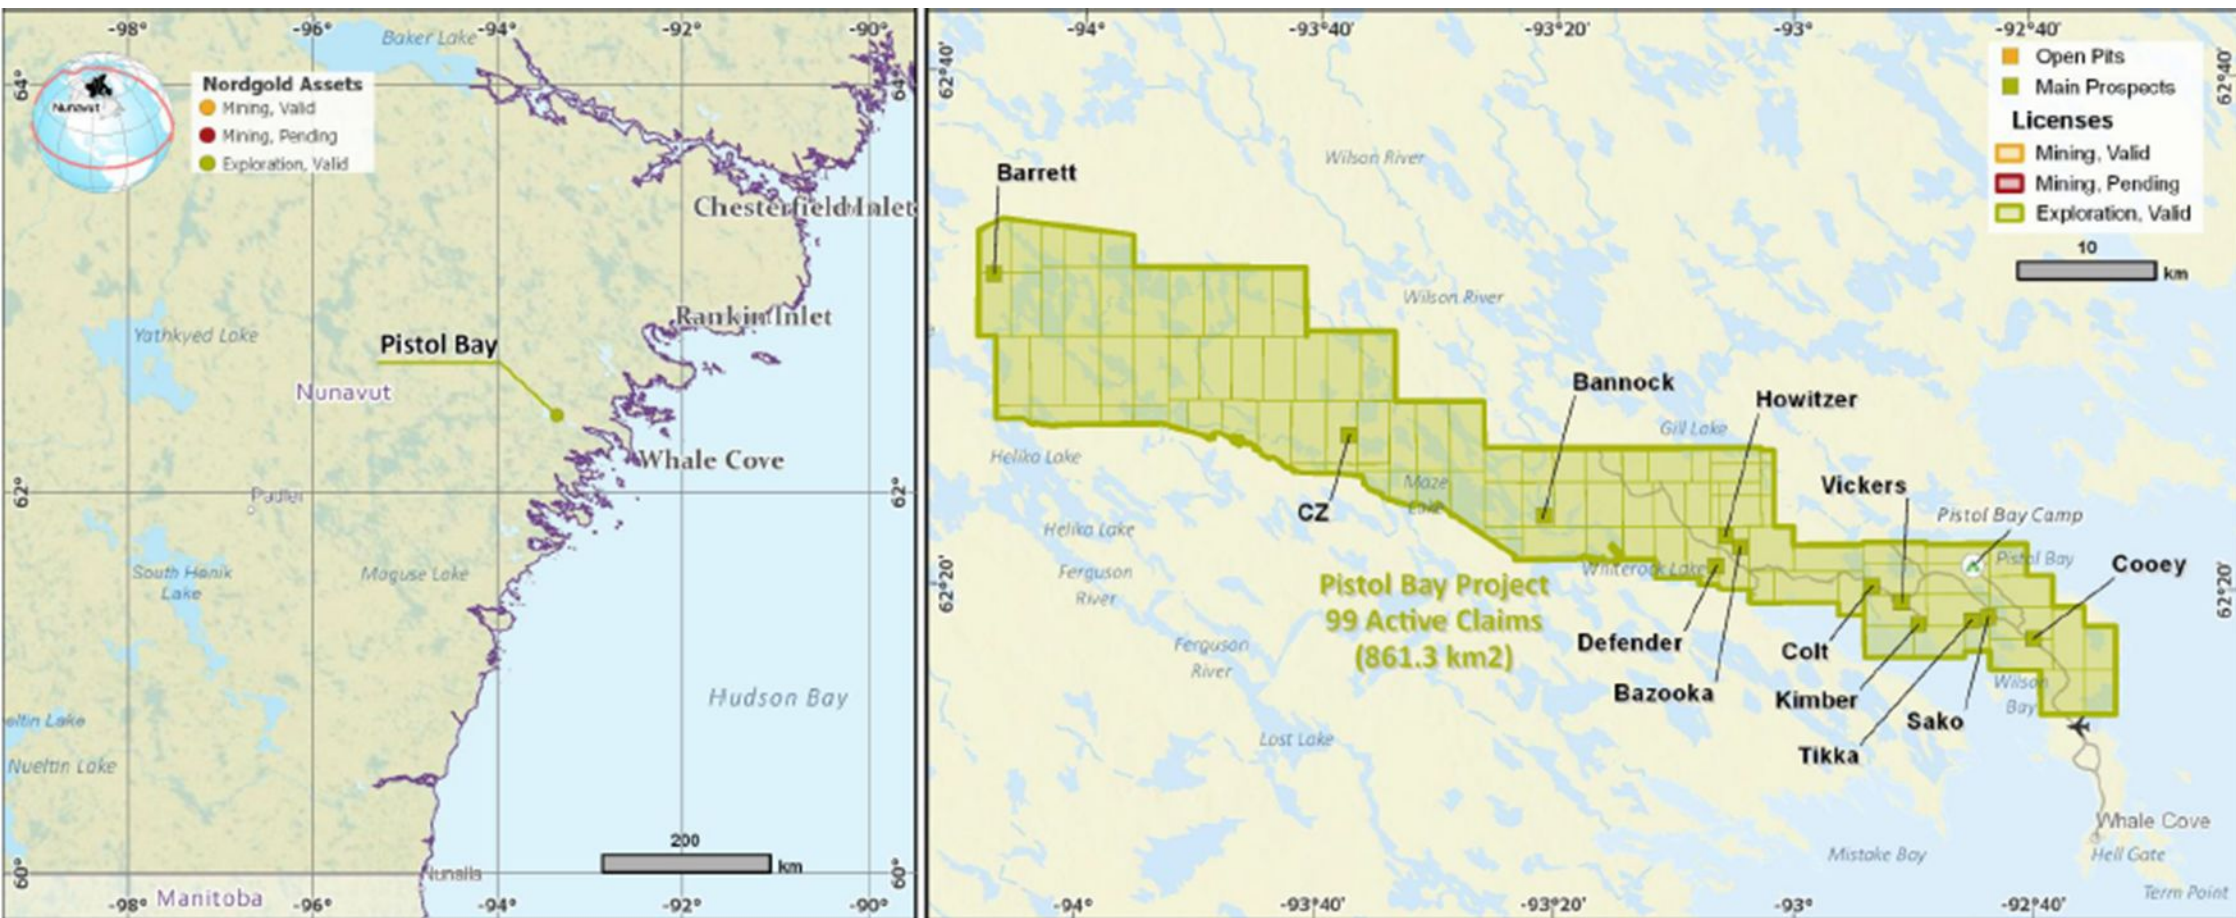 -98°
-96°
-94°
-92°
-90°
Baker Lake
64°
64°
Nunavut
Nordgold Assets
Mining, Valid
Mining, Pending
Exploration, Valid
Chesterfield Inlet
Rankin Inlet
Yathkyed Lake
Pistol Bay
Nunavut
Whale Cove
62°
62°
Padlei
South Henik
Lake
Maguse Lake
Hudson Bay
eltin Lake
Nueltin Lake
200
km
60°
60°
Nunalla
Manitoba
-98°
-96°
-94°
-92°
-90°
-94°
-93°40'
-93°20'
-93°
-92°40'
62°40'
62°40'
Open Pits
Main Prospects
Licenses
Mining, Valid
Mining, Pending
Exploration, Valid
10
km
Wilson River
Barrett
Wilson River
Bannock
Howitzer
Gill Lake
Helika Lake
CZ
Maze
Lake
Vickers
Pistol Bay Camp
Pistol Bay
Cooey
Helika Lake
Ferguson
River
Whiterock Lake
62°20'
62°20'
Pistol Bay Project
99 Active Claims
(861.3 km2)
Ferguson
River
Defender
Colt
Bazooka
Kimber
Sako
Tikka
Wilson
Bay
Lost Lake
Whale Cove
Mistake Bay
Hell Gate
Term Point
-94°
-93°40'
-93°20'
-93°
-92°40'